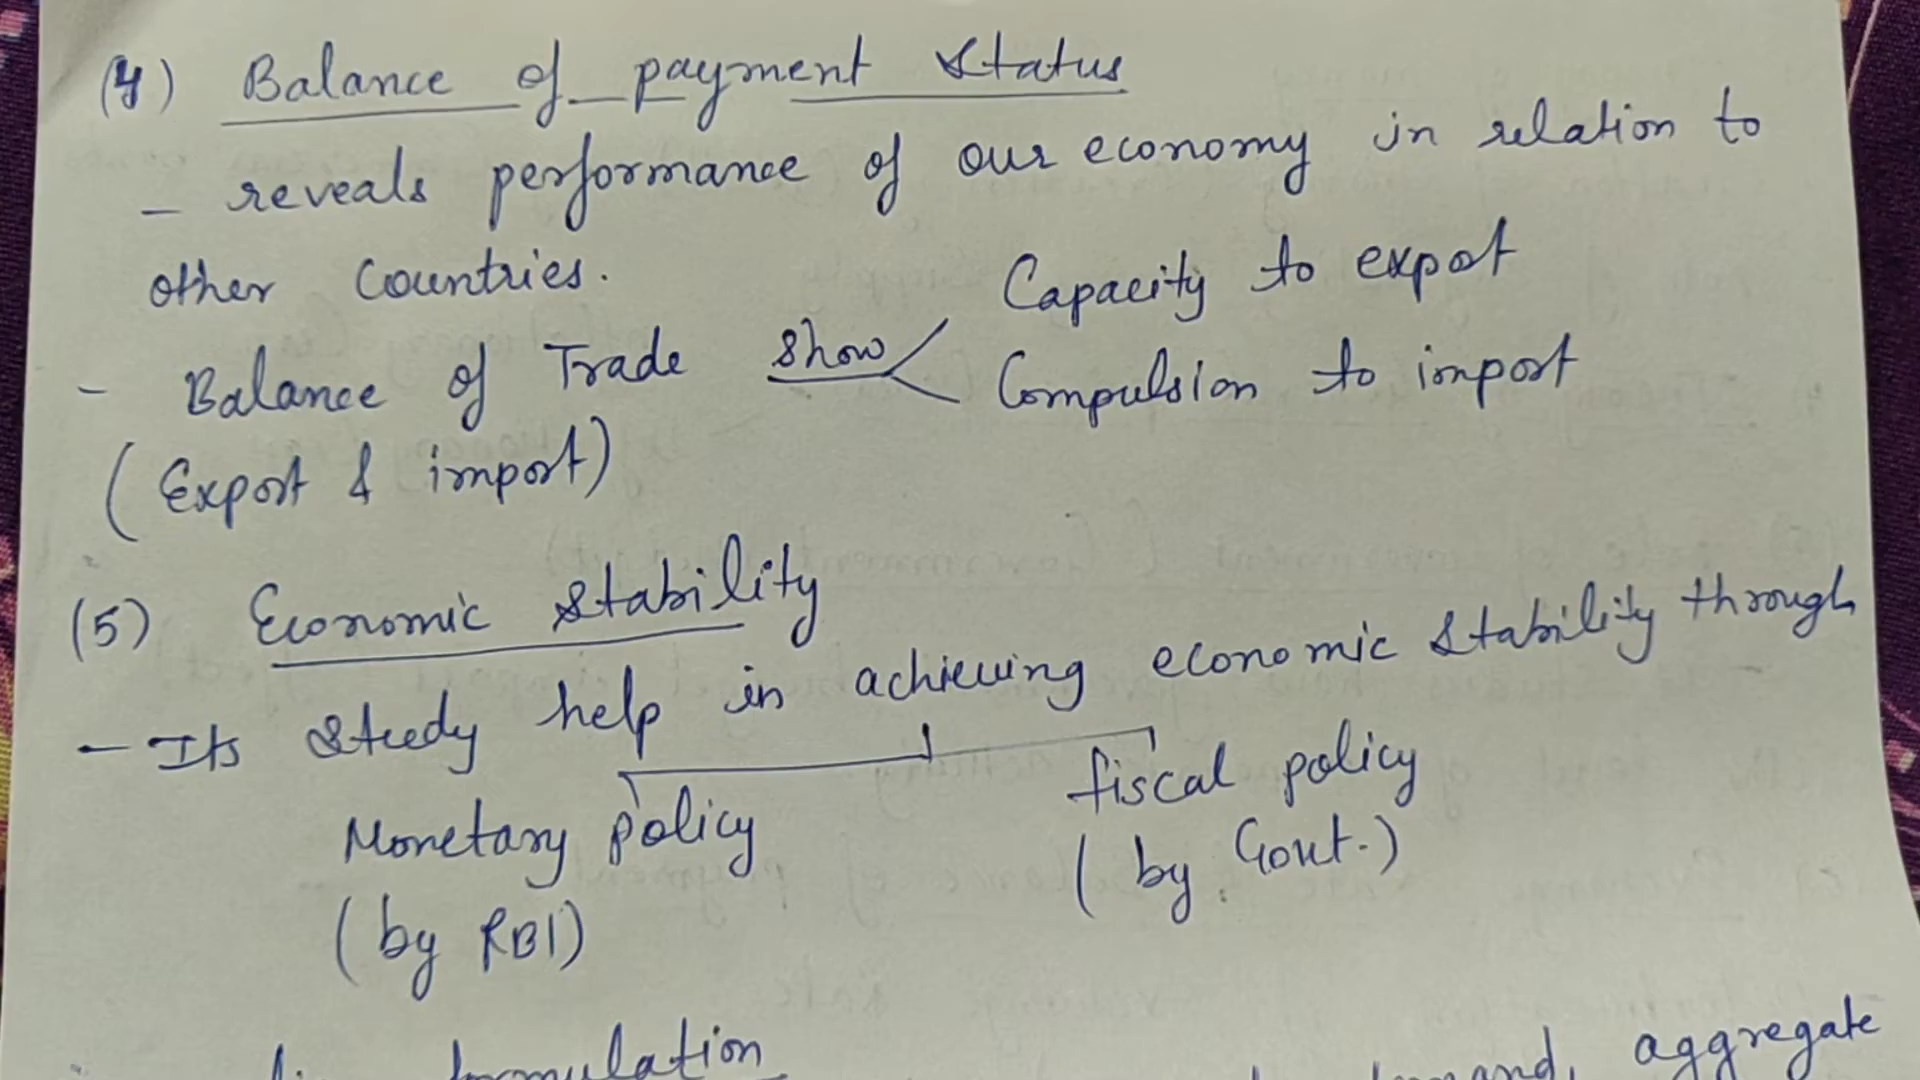 (4) Balance of payment status
- reveals performance of our economy in relation to
other countries.
- Balance of Trade show < Capacity to export
Compulsion to import
(Export & import)
(5) Economic stability
- Its study help in achieving economic stability through
Monetary policy
fiscal policy
(by RBI)
(by Govt.)
formulation
demand, aggregate